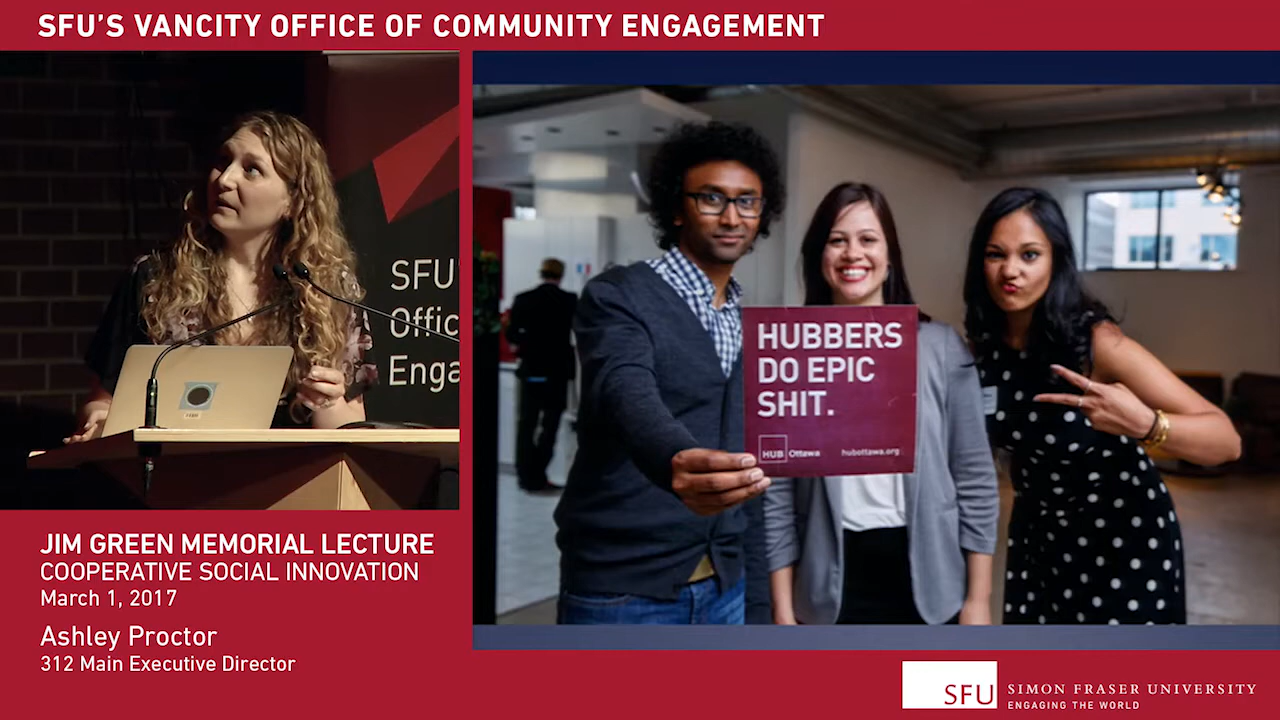 SFU'S VANCITY OFFICE OF COMMUNITY ENGAGEMENT
SFU'
Offic
Enga
HUBBERS
DO EPIC
SHIT.
HUB Ottawa hubottawa.org
JIM GREEN MEMORIAL LECTURE
COOPERATIVE SOCIAL INNOVATION
March 1, 2017
Ashley Proctor
312 Main Executive Director
SFU SIMON FRASER UNIVERSITY
ENGAGING THE WORLD